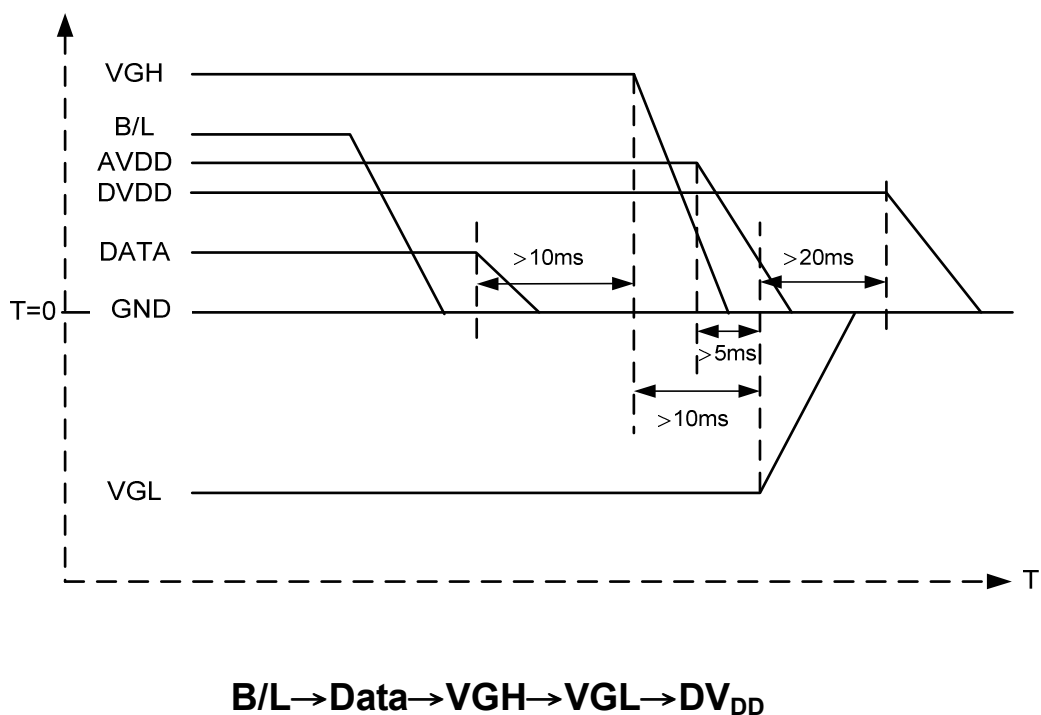 VGH
B/L
AVDD
DVDD
DATA
>10ms
>20ms
T=0
GND
>5ms
>10ms
VGL
T
B/L→Data→VGH→VGL→DVDD